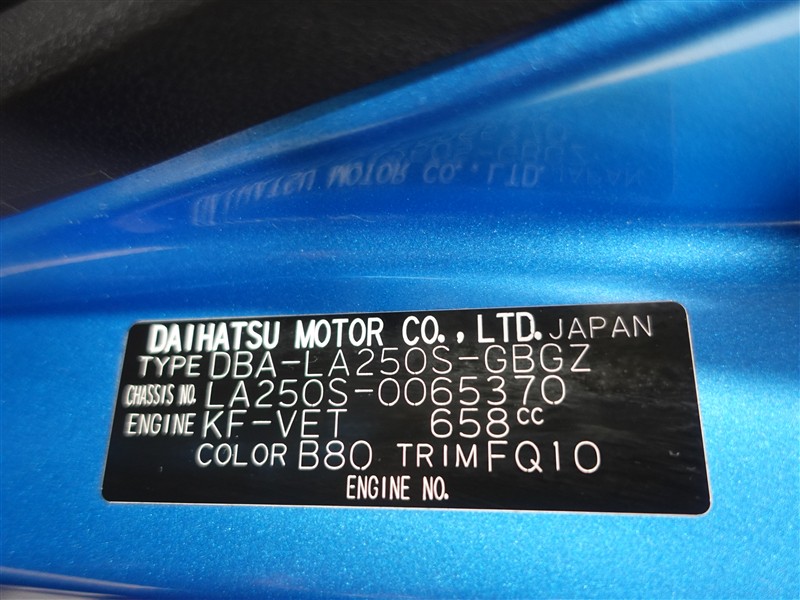 DAIHATSU MOTOR CO., LTD. JAPAN
TYPE DBA-LA250S-GBGZ
CHASSIS NO. LA250S-0065370
ENGINE KF-VET 658cc
COLOR B80 TRIM FQ10
ENGINE NO.